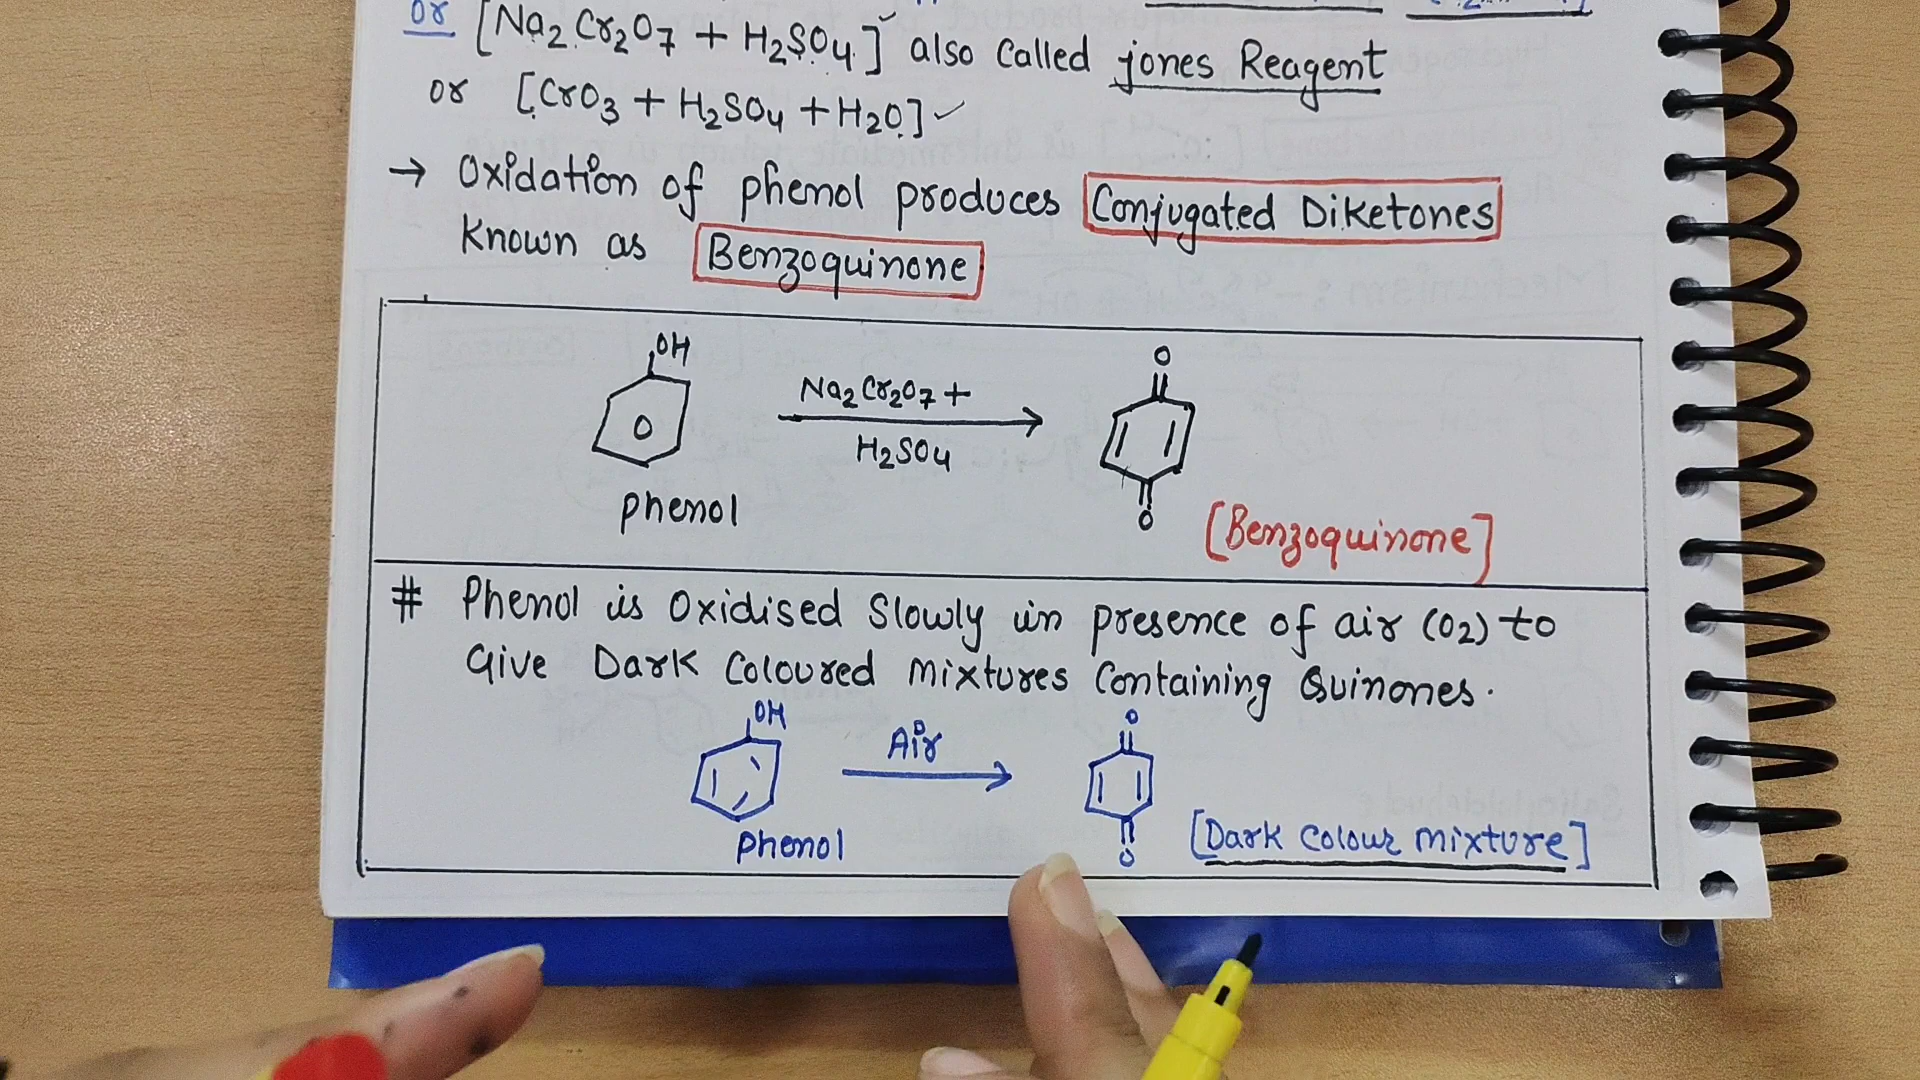 or [Na2Cr2O7 + H2SO4] also Called jones Reagent
or [CrO3 + H2SO4 + H2O]
→ Oxidation of phenol produces Conjugated Diketones
Known as Benzoquinone
OH
Na2Cr2O7 +
H2SO4
phenol
O
O
[Benzoquinone]
# Phenol is Oxidised Slowly in presence of air (O2) to
Give Dark Coloured Mixtures Containing Quinones.
OH
Air
Phenol
O
O
[Dark Colour mixture]